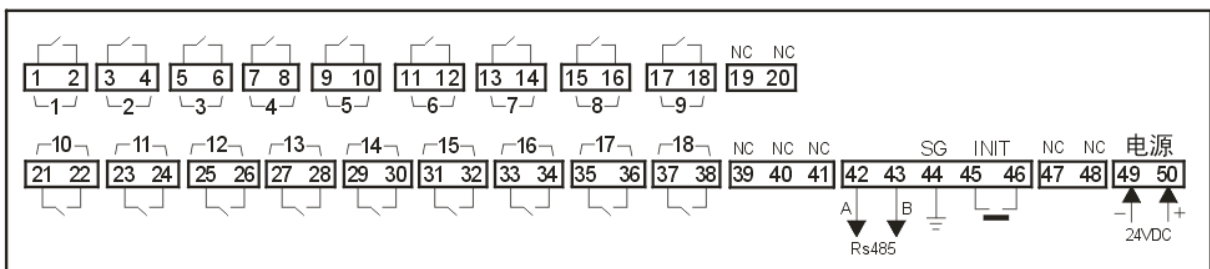 NC NC
1 2 3 4 5 6 7 8 9 10 11 12 13 14 15 16 17 18 19 20
1 2 3 4 5 6 7 8 9
10 11 12 13 14 15 16 17 18 NC NC NC SG INIT NC NC 电源
21 22 23 24 25 26 27 28 29 30 31 32 33 34 35 36 37 38 39 40 41 42 43 44 45 46 47 48 49 50
A B − +
Rs485 24VDC